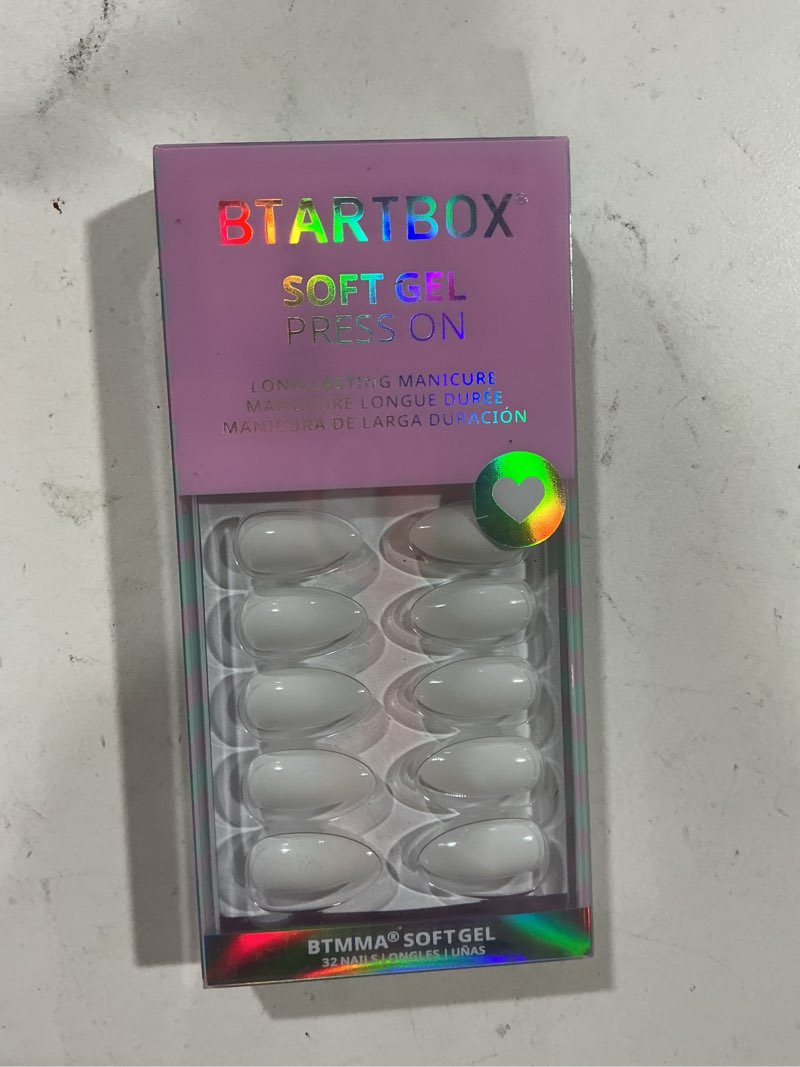 BTARTBOX®
SOFT GEL
PRESS ON
LONG-LASTING MANICURE
MANUCURE LONGUE DURÉE
MANICURA DE LARGA DURACIÓN
BTMMA® SOFT GEL
32 NAILS | ONGLES | UÑAS